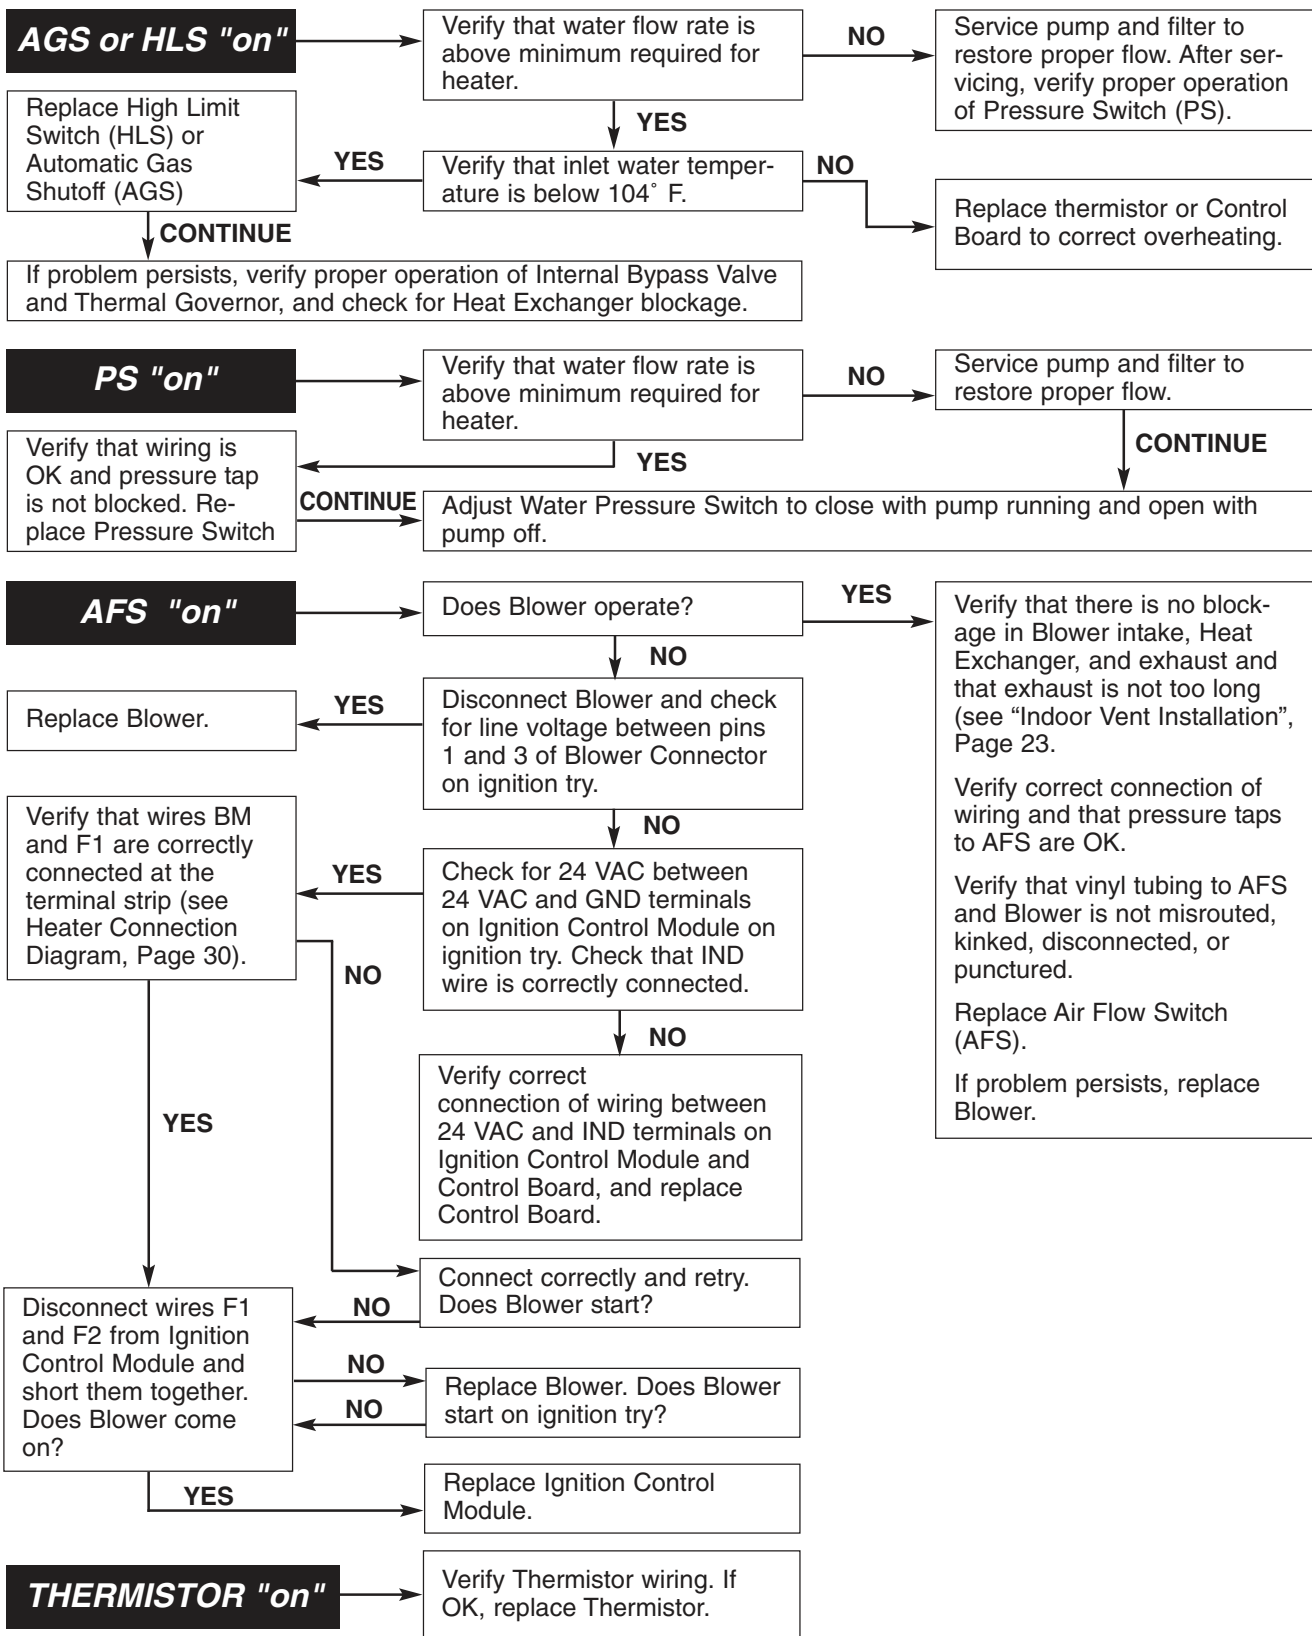 AGS or HLS "on"
Verify that water flow rate is
above minimum required for
heater.
NO
Service pump and filter to
restore proper flow. After ser-
vicing, verify proper operation
of Pressure Switch (PS).
YES
Replace High Limit
Switch (HLS) or
Automatic Gas
Shutoff (AGS)
YES
Verify that inlet water temper-
ature is below 104˚ F.
NO
Replace thermistor or Control
Board to correct overheating.
CONTINUE
If problem persists, verify proper operation of Internal Bypass Valve
and Thermal Governor, and check for Heat Exchanger blockage.
PS "on"
Verify that water flow rate is
above minimum required for
heater.
NO
Service pump and filter to
restore proper flow.
YES
CONTINUE
Verify that wiring is
OK and pressure tap
is not blocked. Re-
place Pressure Switch
CONTINUE
Adjust Water Pressure Switch to close with pump running and open with
pump off.
AFS "on"
Does Blower operate?
YES
Verify that there is no block-
age in Blower intake, Heat
Exchanger, and exhaust and
that exhaust is not too long
(see “Indoor Vent Installation”,
Page 23.
Verify correct connection of
wiring and that pressure taps
to AFS are OK.
Verify that vinyl tubing to AFS
and Blower is not misrouted,
kinked, disconnected, or
punctured.
Replace Air Flow Switch
(AFS).
If problem persists, replace
Blower.
NO
Replace Blower.
YES
Disconnect Blower and check
for line voltage between pins
1 and 3 of Blower Connector
on ignition try.
NO
Verify that wires BM
and F1 are correctly
connected at the
terminal strip (see
Heater Connection
Diagram, Page 30).
YES
Check for 24 VAC between
24 VAC and GND terminals
on Ignition Control Module on
ignition try. Check that IND
wire is correctly connected.
NO
NO
Verify correct
connection of wiring between
24 VAC and IND terminals on
Ignition Control Module and
Control Board, and replace
Control Board.
YES
Connect correctly and retry.
Does Blower start?
NO
Disconnect wires F1
and F2 from Ignition
Control Module and
short them together.
Does Blower come
on?
NO
Replace Blower. Does Blower
start on ignition try?
NO
YES
Replace Ignition Control
Module.
THERMISTOR "on"
Verify Thermistor wiring. If
OK, replace Thermistor.